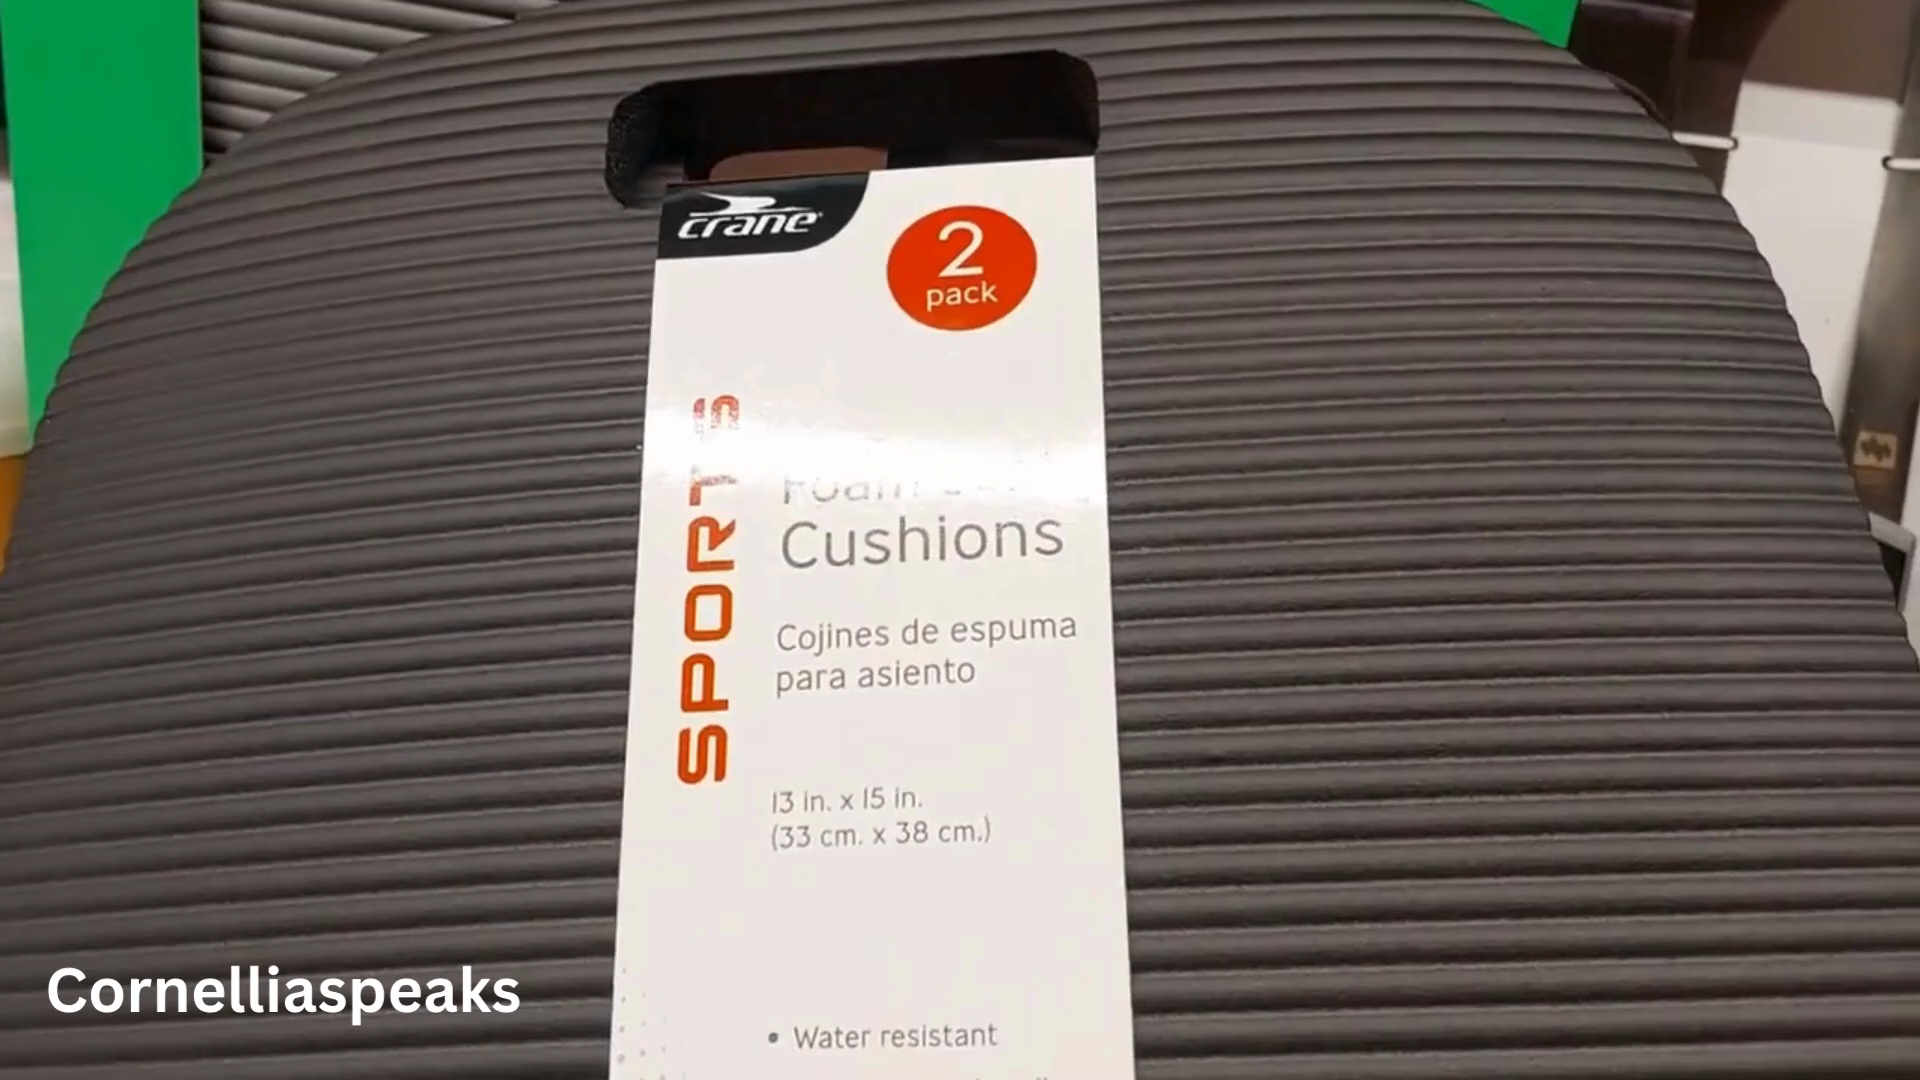 crane
2
pack
SPORTS
Foam
Cushions
Cojines de espuma
para asiento
13 in. x 15 in.
(33 cm. x 38 cm.)
• Water resistant
Cornelliaspeaks